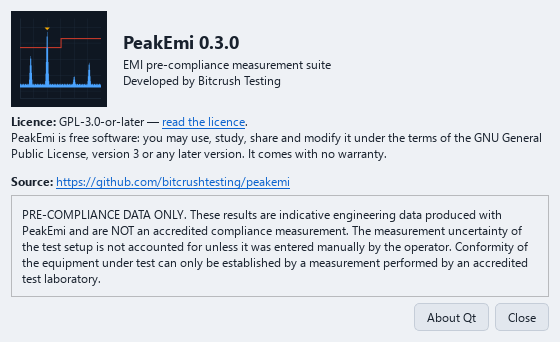 PeakEmi 0.3.0
EMI pre-compliance measurement suite
Developed by Bitcrush Testing
Licence: GPL-3.0-or-later — read the licence.
PeakEmi is free software: you may use, study, share and modify it under the terms of the GNU General
Public License, version 3 or any later version. It comes with no warranty.
Source: https://github.com/bitcrushtesting/peakemi
PRE-COMPLIANCE DATA ONLY. These results are indicative engineering data produced with
PeakEmi and are NOT an accredited compliance measurement. The measurement uncertainty of
the test setup is not accounted for unless it was entered manually by the operator. Conformity of
the equipment under test can only be established by a measurement performed by an accredited
test laboratory.
About Qt
Close